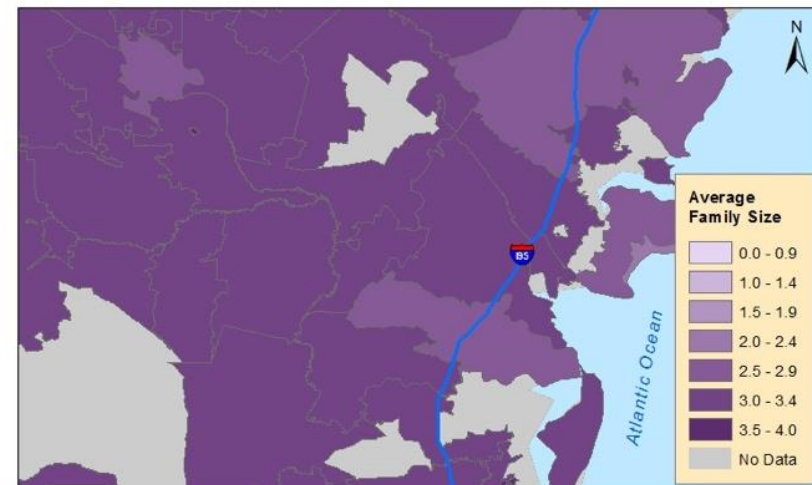 N
I95
Average
Family Size
0.0 - 0.9
1.0 - 1.4
1.5 - 1.9
2.0 - 2.4
2.5 - 2.9
3.0 - 3.4
3.5 - 4.0
No Data
Atlantic Ocean